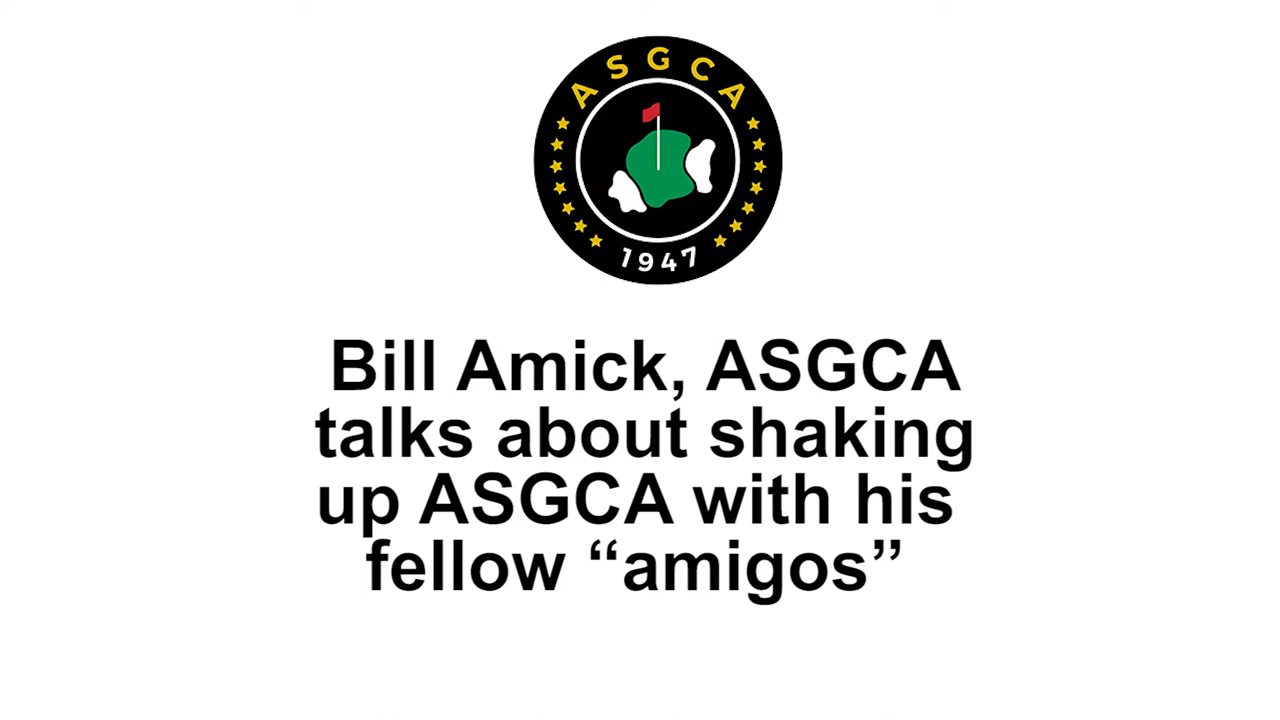 ASGCA
1947
Bill Amick, ASGCA
talks about shaking
up ASGCA with his
fellow “amigos”